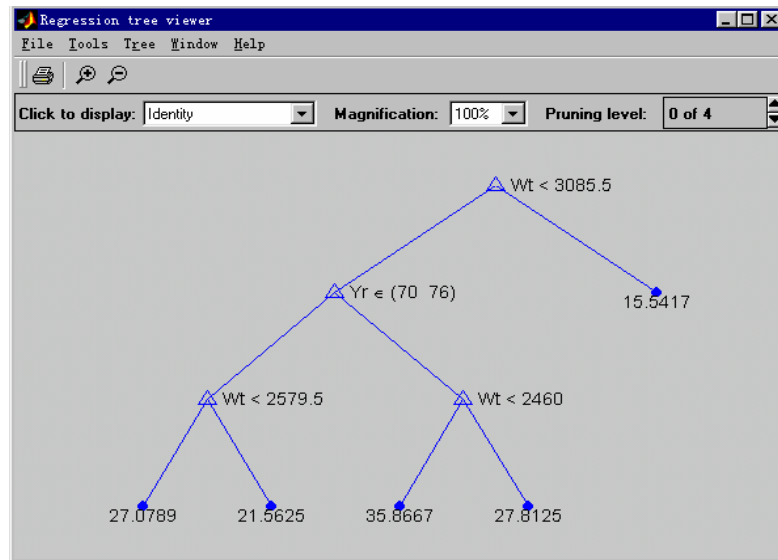 Regression tree viewer
File Tools Tree Window Help
Click to display: Identity Magnification: 100% Pruning level: 0 of 4
Wt < 3085.5
Yr ∈ (70 76)
15.5417
Wt < 2579.5 Wt < 2460
27.0789 21.5625 35.8667 27.8125